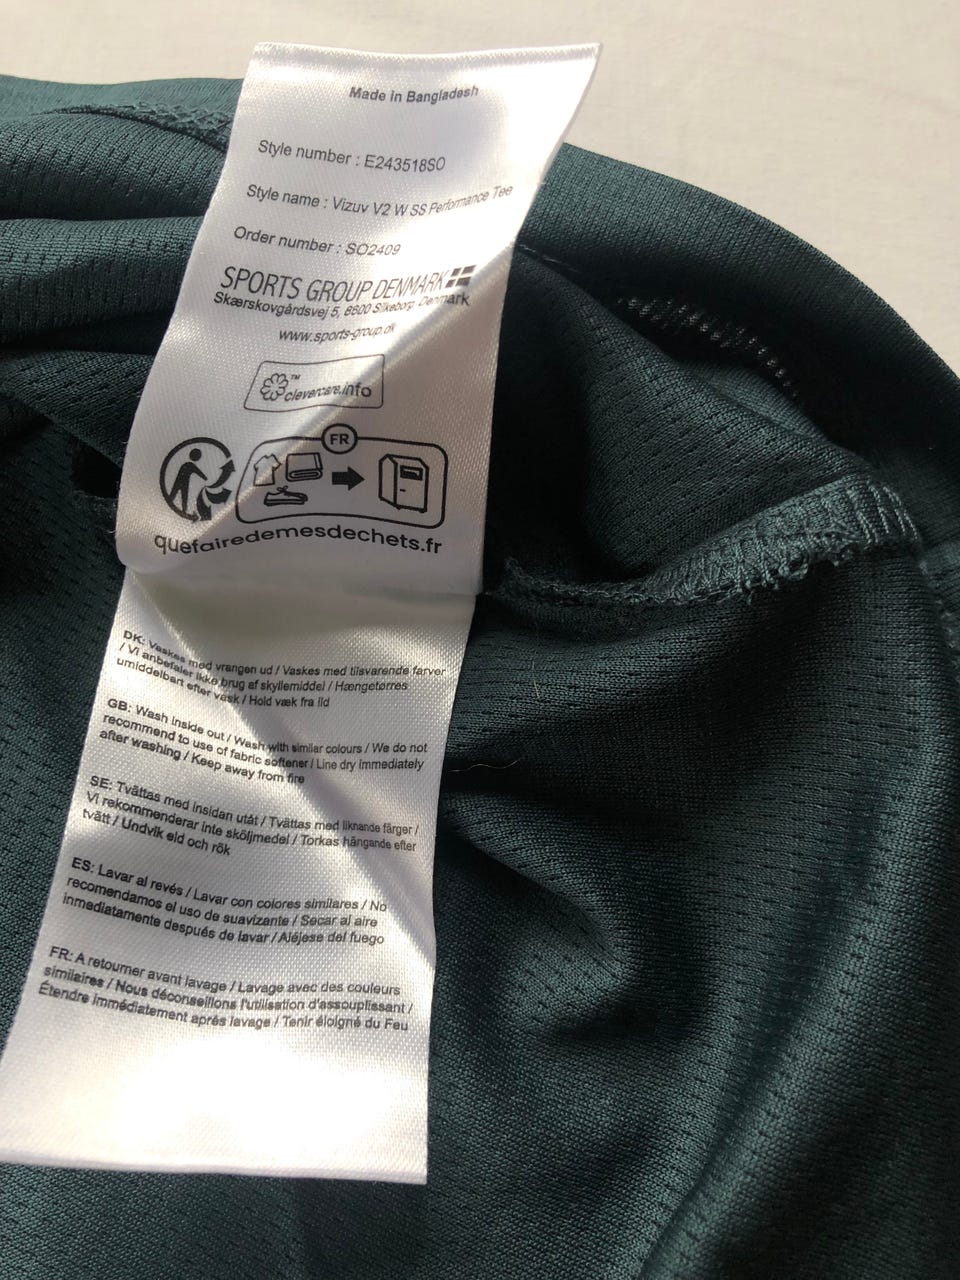 Made in Bangladesh
Style number : E243518SO
Style name : Vizuv V2 W SS Performance Tee
Order number : SO2409
SPORTS GROUP DENMARK
Skærskovgårdsvej 5, 8600 Silkeborg Denmark
www.sports-group.dk
clevercare.info™
FR
quefairedemesdechets.fr
DK: Vaskes med vrangen ud / Vaskes med tilsvarende farver
/ Vi anbefaler ikke brug af skyllemiddel / Hængetørres
umiddelbart efter vask / Hold væk fra ild
GB: Wash inside out / Wash with similar colours / We do not
recommend to use of fabric softener / Line dry immediately
after washing / Keep away from fire
SE: Tvättas med insidan utåt / Tvättas med liknande färger /
Vi rekommenderar inte sköljmedel / Torkas hängande efter
tvätt / Undvik eld och rök
ES: Lavar al revés / Lavar con colores similares / No
recomendamos el uso de suavizante / Secar al aire
inmediatamente después de lavar / Aléjese del fuego
FR: A retourner avant lavage / Lavage avec des couleurs
similaires / Nous déconseillons l'utilisation d'assouplissant /
Étendre immédiatement après lavage / Tenir éloigné du Feu